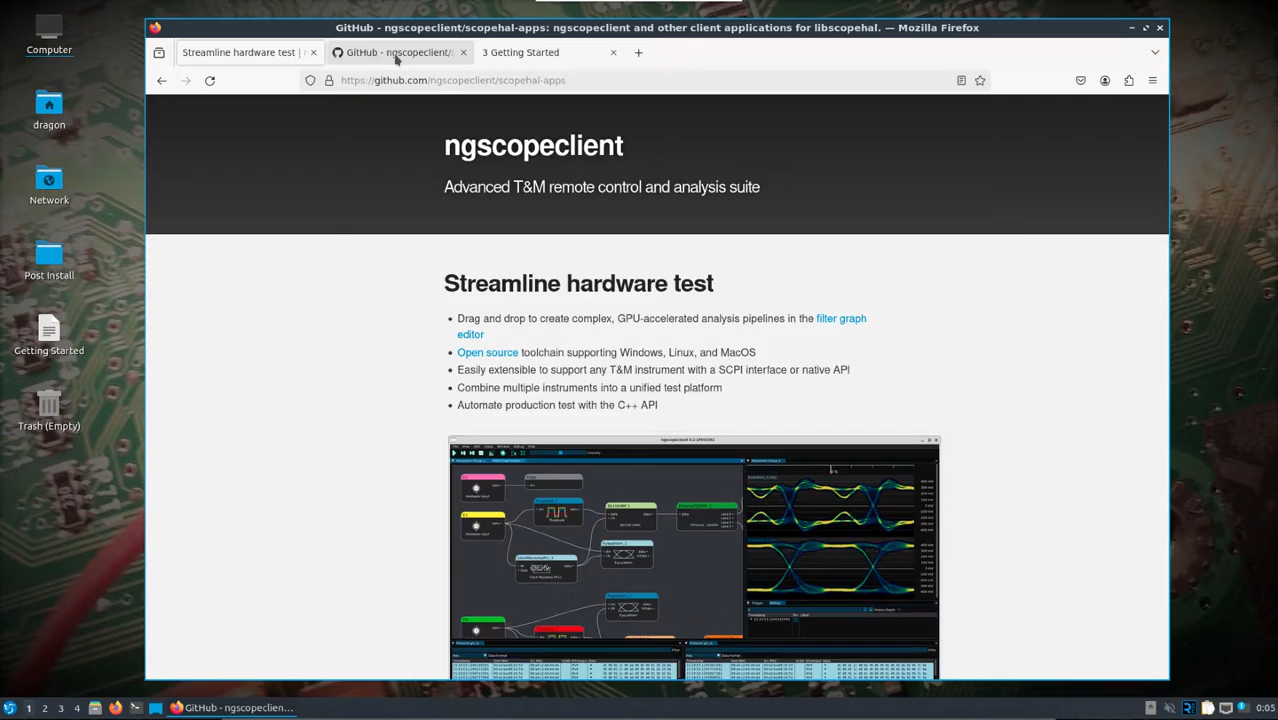 GitHub - ngscopeclient/scopehal-apps: ngscopeclient and other client applications for libscopehal. — Mozilla Firefox
Streamline hardware test |
GitHub - ngscopeclient/s
3 Getting Started
https://github.com/ngscopeclient/scopehal-apps
Computer
dragon
Network
Post Install
Getting Started
Trash (Empty)
ngscopeclient
Advanced T&M remote control and analysis suite
Streamline hardware test
• Drag and drop to create complex, GPU-accelerated analysis pipelines in the filter graph
editor
• Open source toolchain supporting Windows, Linux, and MacOS
• Easily extensible to support any T&M instrument with a SCPI interface or native API
• Combine multiple instruments into a unified test platform
• Automate production test with the C++ API
1 2 3 4
GitHub - ngscopeclien...
0:05